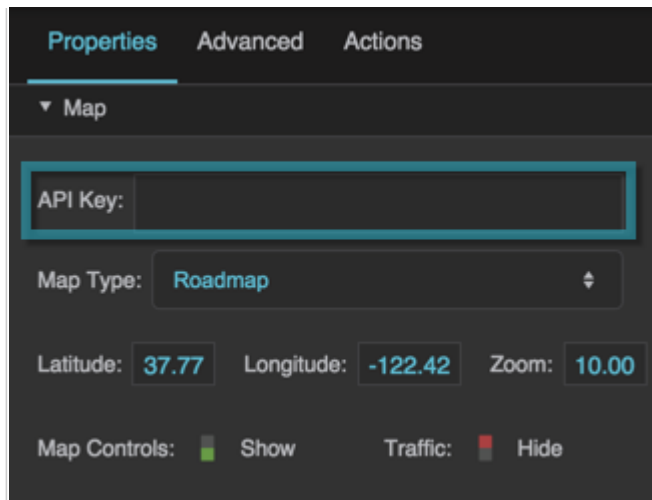 Properties Advanced Actions
Map
API Key:
Map Type: Roadmap
Latitude: 37.77 Longitude: -122.42 Zoom: 10.00
Map Controls: Show Traffic: Hide